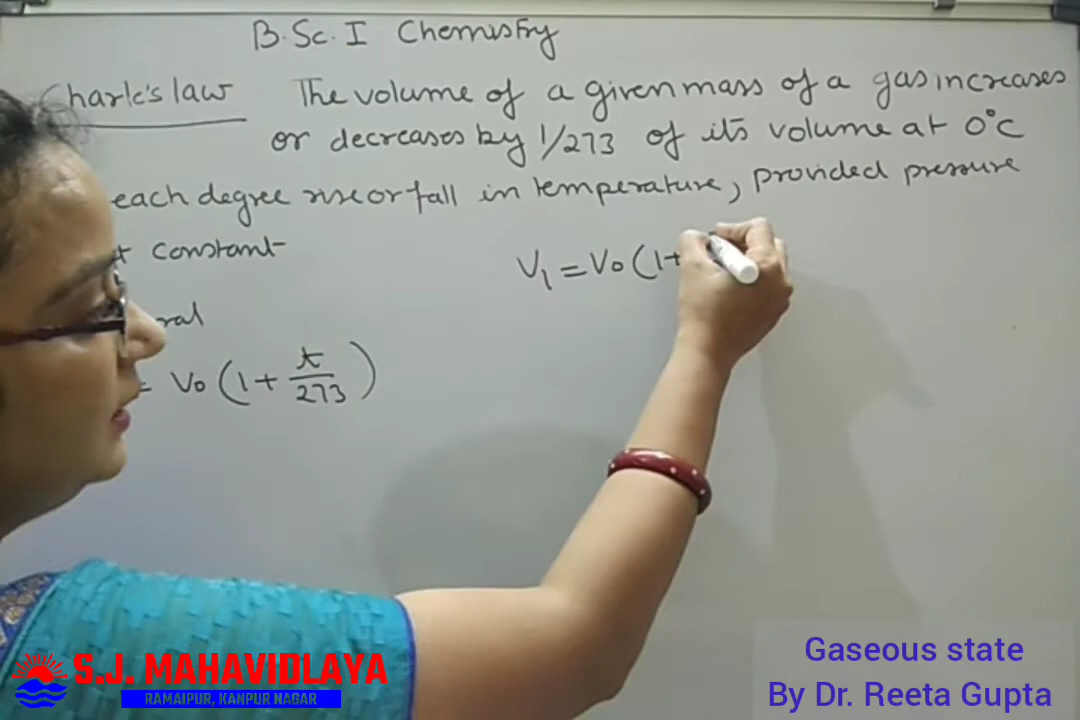 B.Sc. I Chemistry
Charle's law The volume of a given mass of a gas increases
or decreases by 1/273 of its volume at 0°C
each degree rise or fall in temperature, provided pressure
constant
V₁ = V₀ (1+
= V₀ (1 + t/273)
S.J. MAHAVIDLAYA
RAMAIPUR, KANPUR NAGAR
Gaseous state
By Dr. Reeta Gupta